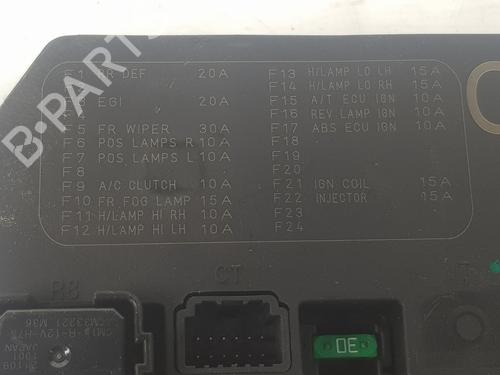 F1 RR DEF 20A
F3 EGI 20A
F5 FR WIPER 30A
F6 POS LAMPS R 10A
F7 POS LAMPS L 10A
F8
F9 A/C CLUTCH 10A
F10 FR FOG LAMP 15A
F11 H/LAMP HI RH 10A
F12 H/LAMP HI LH 10A
F13 H/LAMP LO LH 15A
F14 H/LAMP LO RH 15A
F15 A/T ECU IGN 10A
F16 REV LAMP IGN 10A
F17 ABS ECU IGN 10A
F18
F19
F20
F21 IGN COIL 15A
F22 INJECTOR 15A
F23
F24
R8
CT
JAPAN